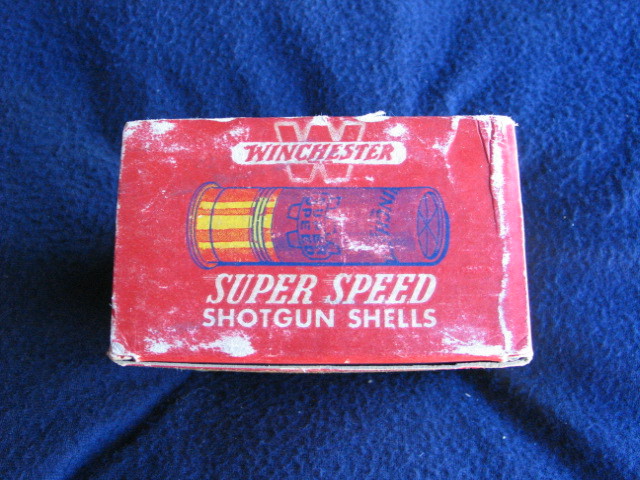 W
WINCHESTER
SUPER SPEED
SHOTGUN SHELLS